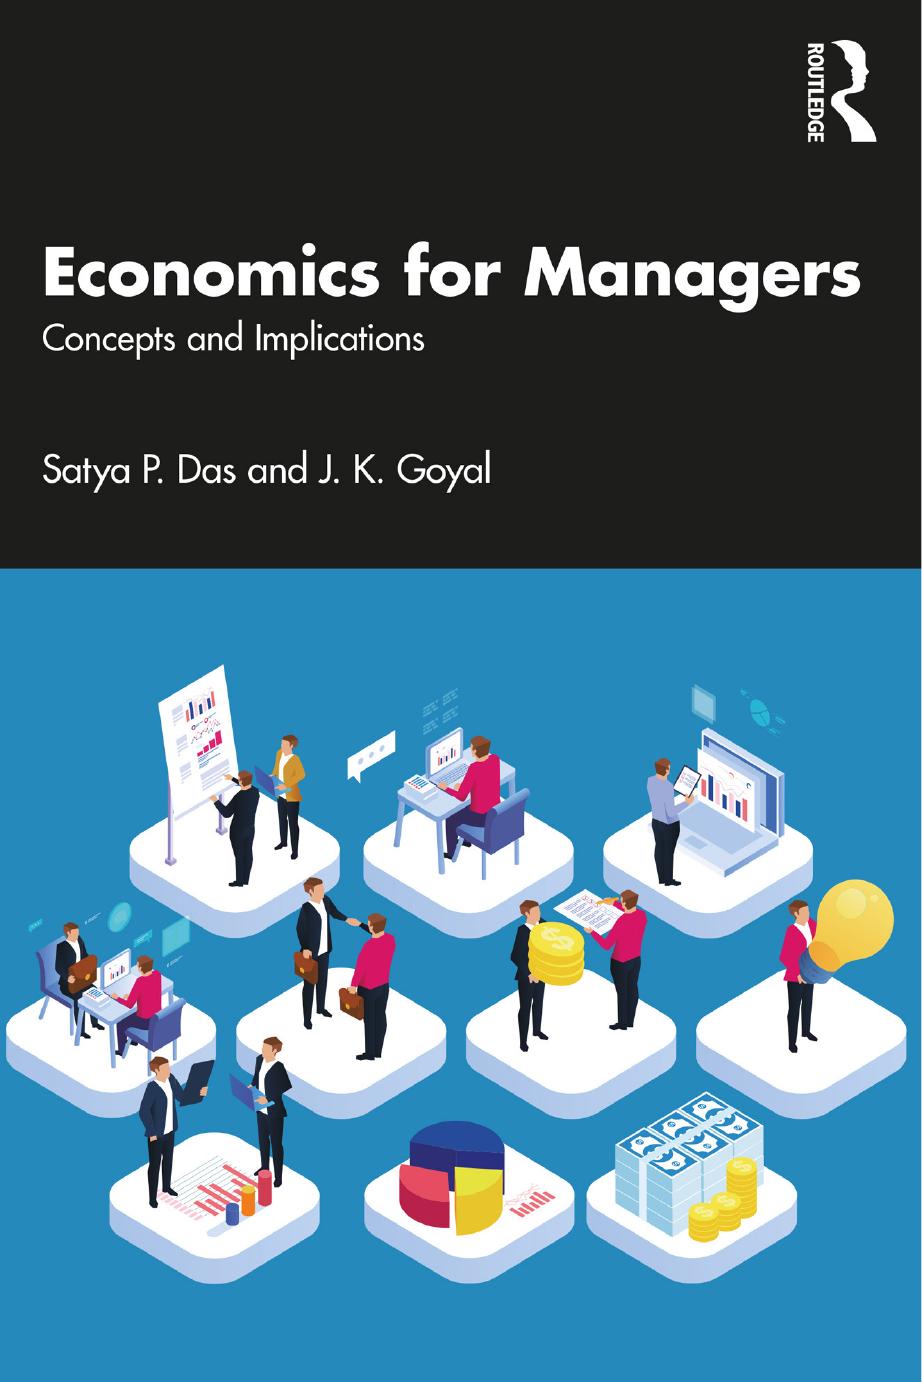 ROUTLEDGE
Economics for Managers
Concepts and Implications
Satya P. Das and J. K. Goyal